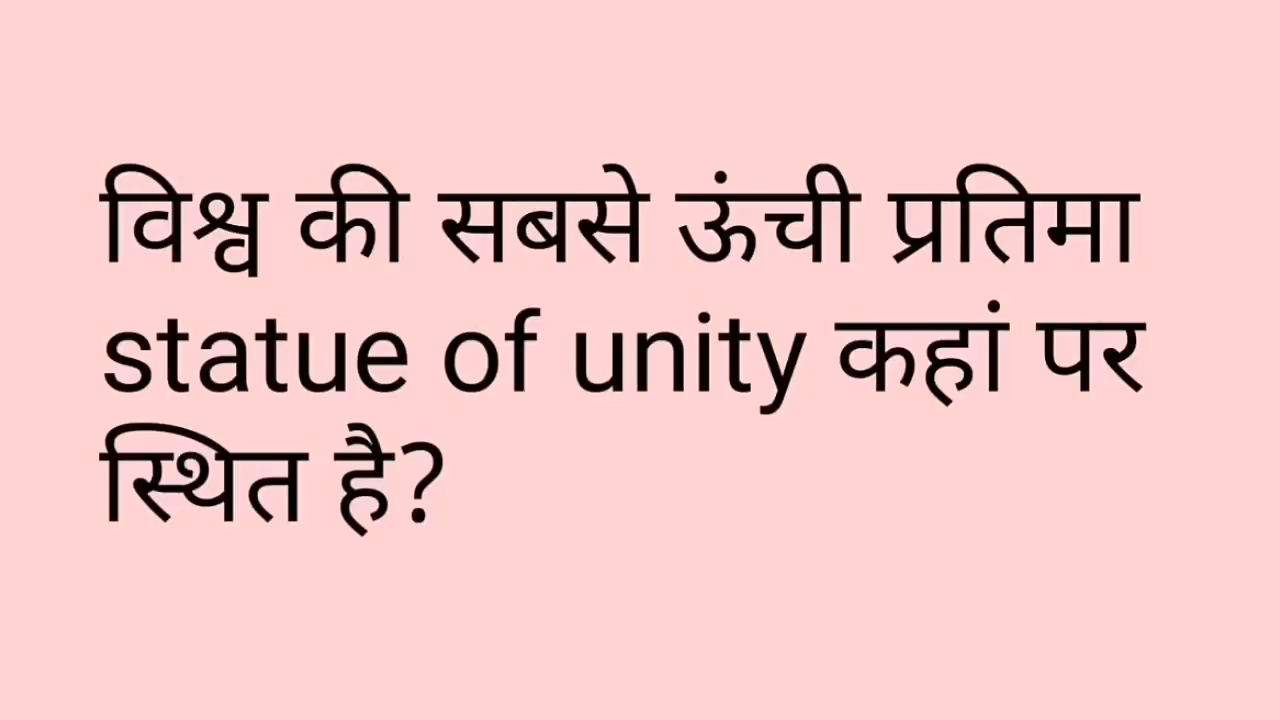 विश्व की सबसे ऊंची प्रतिमा
statue of unity कहां पर
स्थित है?